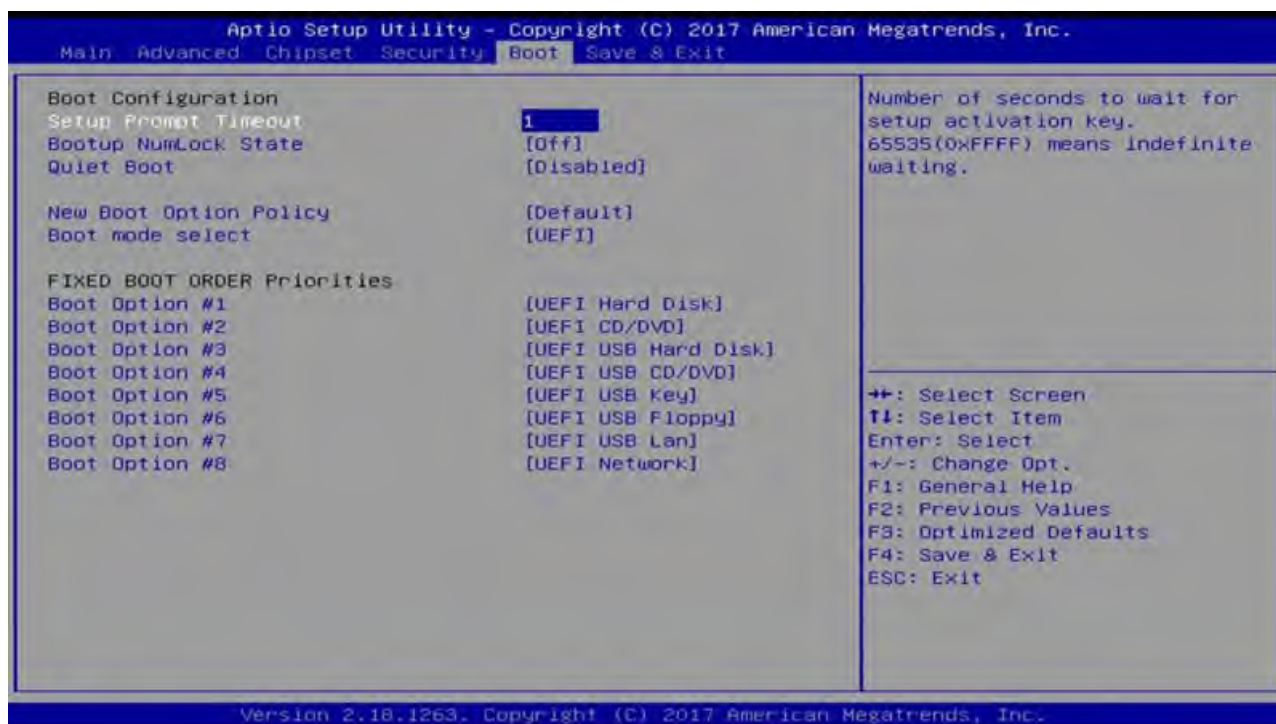 Aptio Setup Utility - Copyright (C) 2017 American Megatrends, Inc.
Main Advanced Chipset Security Boot Save & Exit
Boot Configuration
Setup Prompt Timeout 1
Bootup NumLock State [Off]
Quiet Boot [Disabled]
New Boot Option Policy [Default]
Boot mode select [UEFI]
FIXED BOOT ORDER Priorities
Boot Option #1 [UEFI Hard Disk]
Boot Option #2 [UEFI CD/DVD]
Boot Option #3 [UEFI USB Hard Disk]
Boot Option #4 [UEFI USB CD/DVD]
Boot Option #5 [UEFI USB Key]
Boot Option #6 [UEFI USB Floppy]
Boot Option #7 [UEFI USB Lan]
Boot Option #8 [UEFI Network]
Number of seconds to wait for
setup activation key.
65535(0xFFFF) means indefinite
waiting.
→←: Select Screen
↑↓: Select Item
Enter: Select
+/-: Change Opt.
F1: General Help
F2: Previous Values
F3: Optimized Defaults
F4: Save & Exit
ESC: Exit
Version 2.18.1263. Copyright (C) 2017 American Megatrends, Inc.